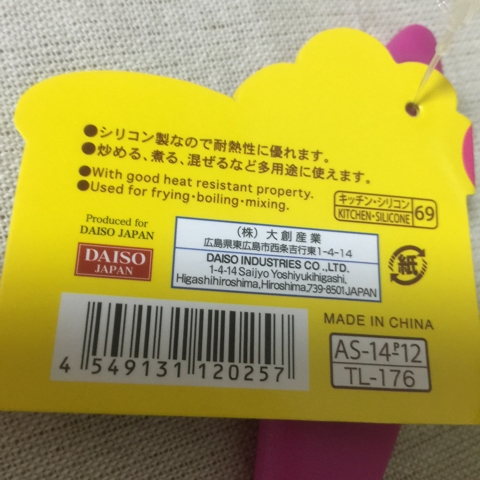 ●シリコン製なので耐熱性に優れます。
●炒める、煮る、混ぜるなど多用途に使えます。
●With good heat resistant property.
●Used for frying・boiling・mixing.
キッチン・シリコン
KITCHEN・SILICONE
69
Produced for
DAISO JAPAN
DAISO
JAPAN
(株)大創産業
広島県東広島市西条吉行東1-4-14
DAISO INDUSTRIES CO.,LTD.
1-4-14 Saijyo Yoshiyukihigashi,
Higashihiroshima,Hiroshima,739-8501JAPAN
紙
MADE IN CHINA
AS-14-P12
TL-176
4 549131 120257